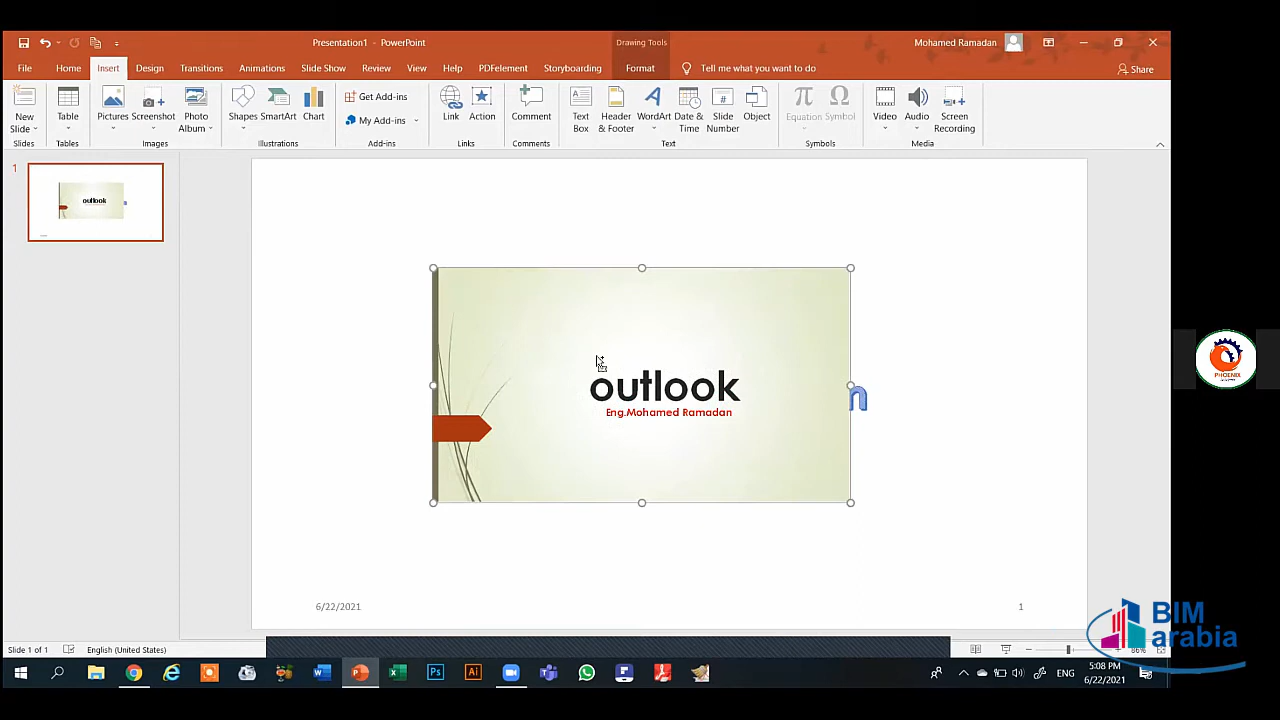 Presentation1 - PowerPoint
Drawing Tools
Mohamed Ramadan
File Home Insert Design Transitions Animations Slide Show Review View Help PDFelement Storyboarding Format Tell me what you want to do
Share
New Slide
Table
Pictures
Screenshot
Photo Album
Shapes
SmartArt
Chart
Get Add-ins
My Add-ins
Link
Action
Comment
Text Box
Header & Footer
WordArt
Date & Time
Slide Number
Object
Equation
Symbol
Video
Audio
Screen Recording
Slides Tables Images Illustrations Add-ins Links Comments Text Symbols Media
1
outlook
outlook
Eng.Mohamed Ramadan
n
PHOENIX
6/22/2021
1
BIM
arabia
Slide 1 of 1
English (United States)
86%
ENG
5:08 PM
6/22/2021